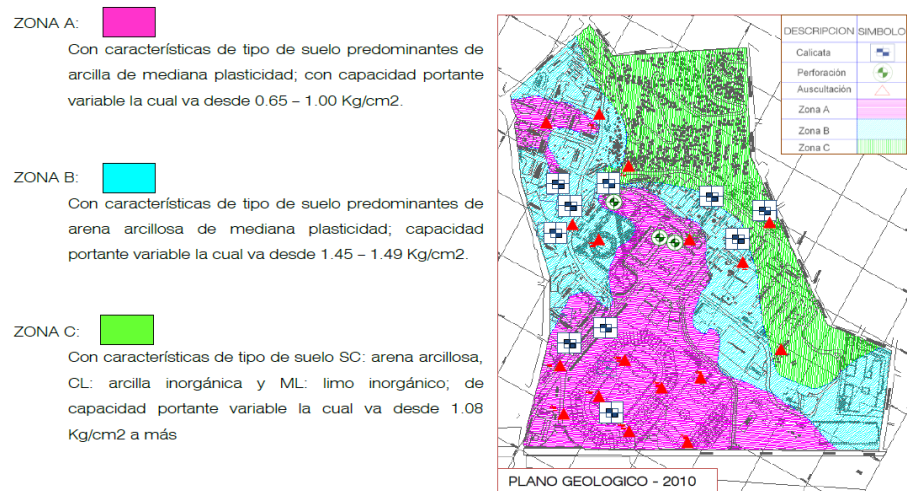 ZONA A:
Con características de tipo de suelo predominantes de
arcilla de mediana plasticidad; con capacidad portante
variable la cual va desde 0.65 – 1.00 Kg/cm2.
ZONA B:
Con características de tipo de suelo predominantes de
arena arcillosa de mediana plasticidad; capacidad
portante variable la cual va desde 1.45 – 1.49 Kg/cm2.
ZONA C:
Con características de tipo de suelo SC: arena arcillosa,
CL: arcilla inorgánica y ML: limo inorgánico; de
capacidad portante variable la cual va desde 1.08
Kg/cm2 a más
DESCRIPCION SIMBOLO
Calicata
Perforación
Auscultación
Zona A
Zona B
Zona C
PLANO GEOLOGICO - 2010